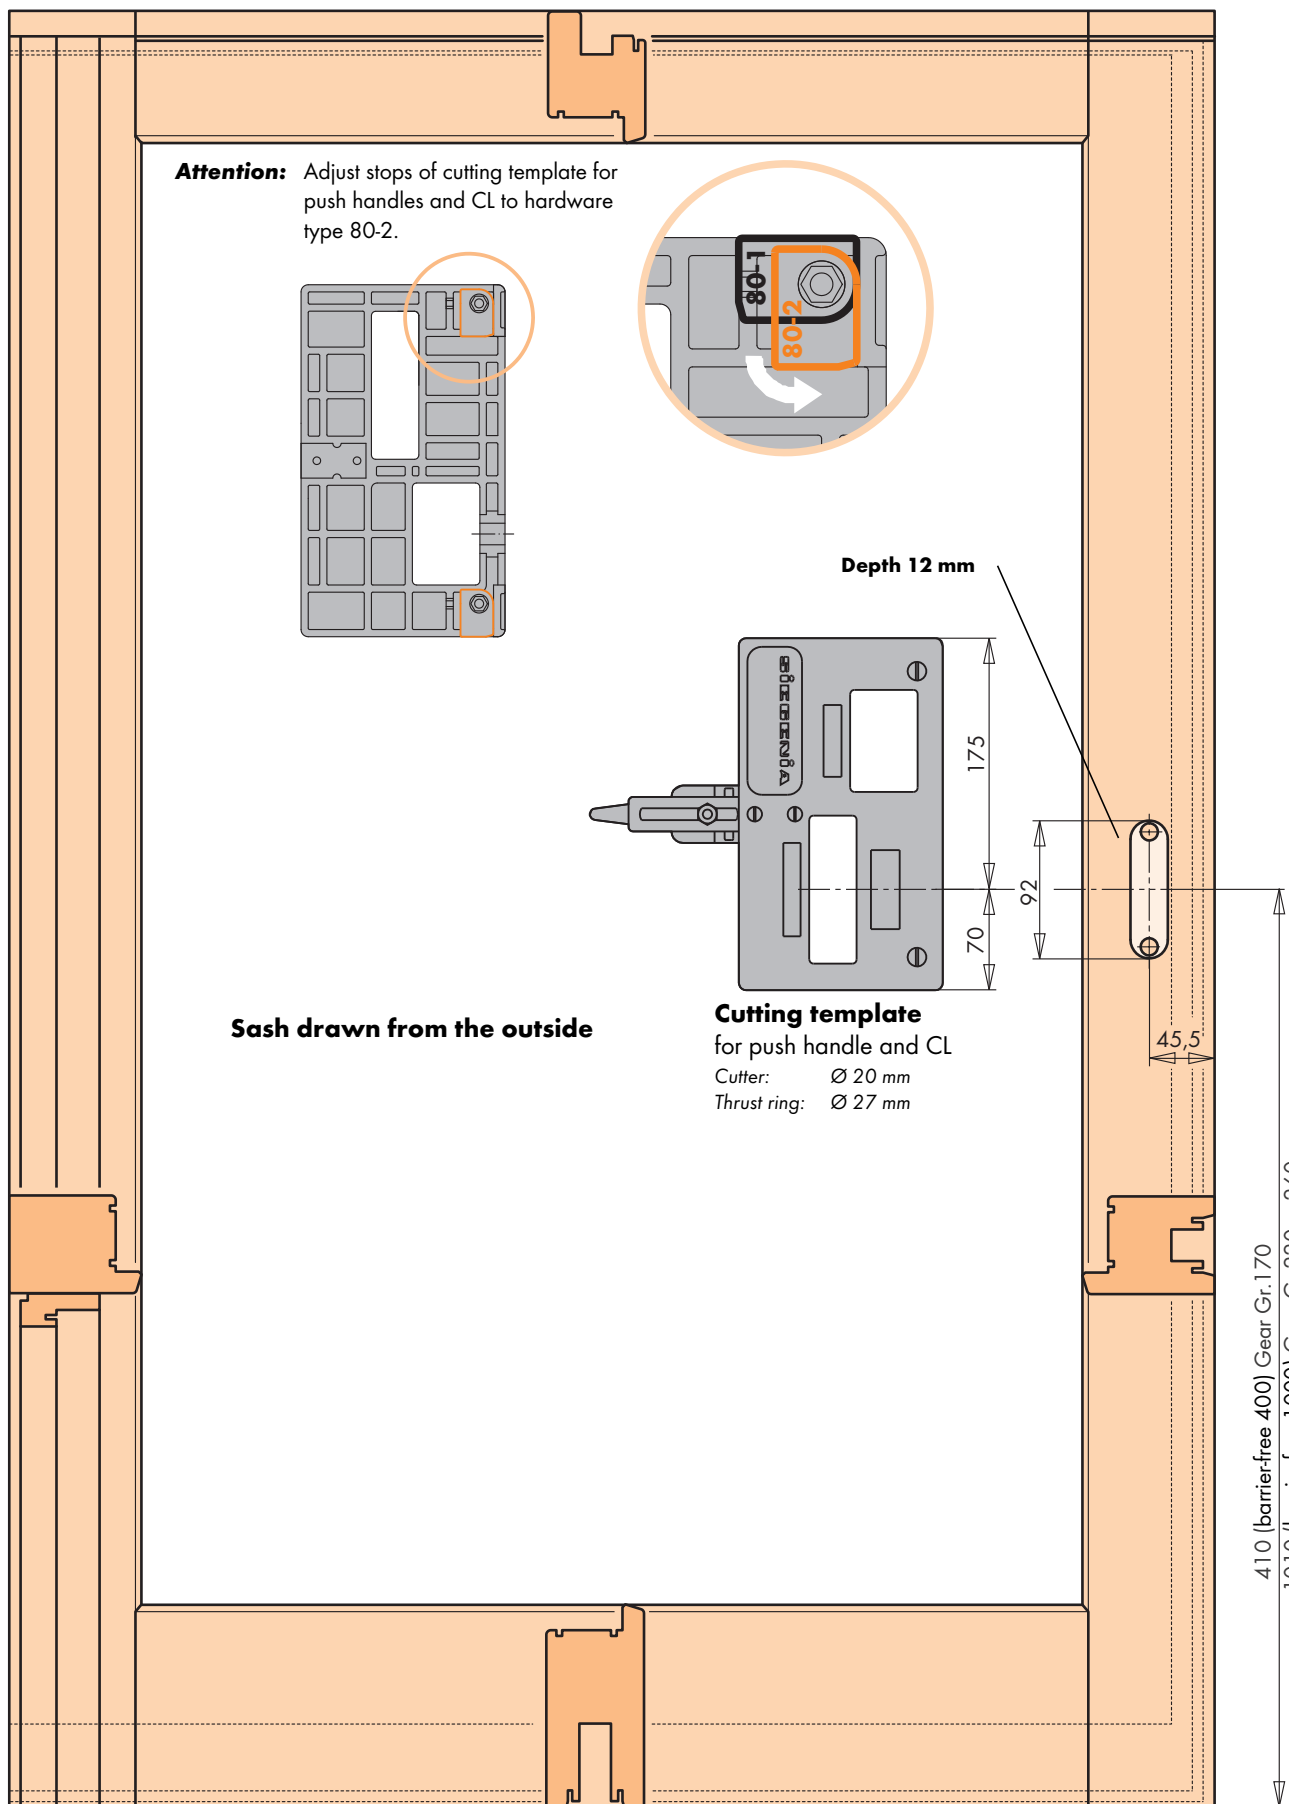 Attention: Adjust stops of cutting template for
push handles and CL to hardware
type 80-2.
80-1
80-2
Depth 12 mm
SIEGENIA
175
92
70
Sash drawn from the outside
Cutting template
for push handle and CL
Cutter: Ø 20 mm
Thrust ring: Ø 27 mm
45,5
410 (barrier-free 400) Gear Gr.170